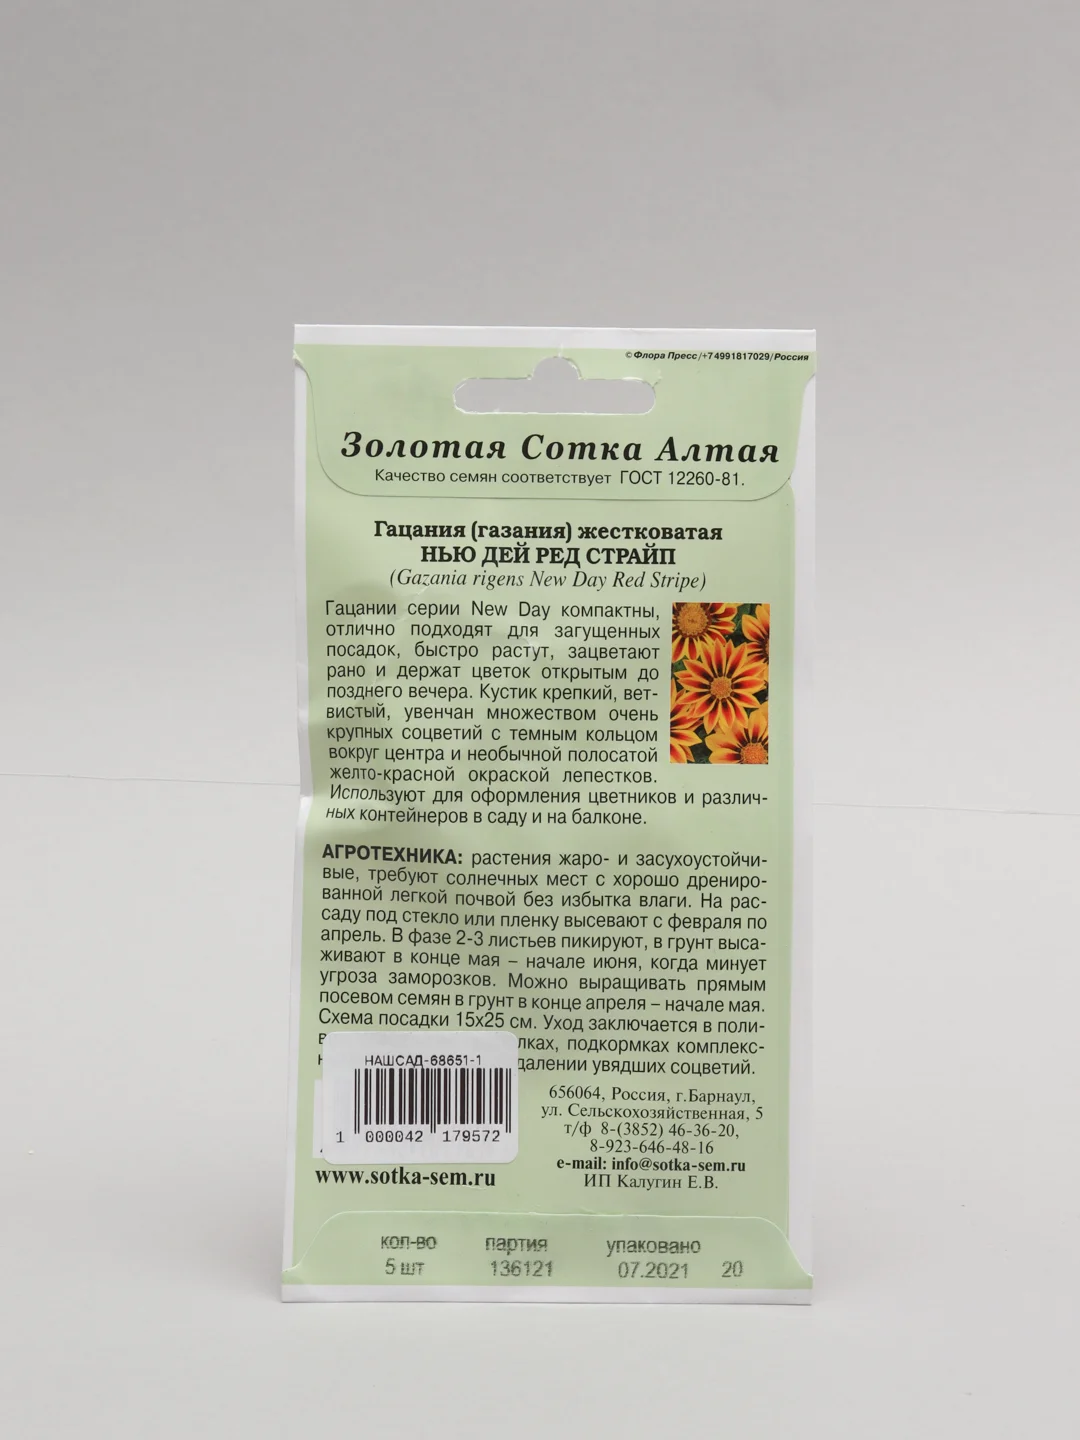 ©Флора Пресс/+74991817029/Россия
Золотая Сотка Алтая
Качество семян соответствует ГОСТ 12260-81.
Гацания (газания) жестковатая
НЬЮ ДЕЙ РЕД СТРАЙП
(Gazania rigens New Day Red Stripe)
Гацании серии New Day компактны,
отлично подходят для загущенных
посадок, быстро растут, зацветают
рано и держат цветок открытым до
позднего вечера. Кустик крепкий, вет-
вистый, увенчан множеством очень
крупных соцветий с темным кольцом
вокруг центра и необычной полосатой
желто-красной окраской лепестков.
Используют для оформления цветников и различ-
ных контейнеров в саду и на балконе.
АГРОТЕХНИКА: растения жаро- и засухоустойчи-
вые, требуют солнечных мест с хорошо дрениро-
ванной легкой почвой без избытка влаги. На рас-
саду под стекло или пленку высевают с февраля по
апрель. В фазе 2-3 листьев пикируют, в грунт выса-
живают в конце мая – начале июня, когда минует
угроза заморозков. Можно выращивать прямым
посевом семян в грунт в конце апреля – начале мая.
Схема посадки 15х25 см. Уход заключается в поли-
лках, подкормках комплекс-
далении увядших соцветий.
НАШСАД-68651-1
1 000042 179572
656064, Россия, г.Барнаул,
ул. Сельскохозяйственная, 5
т/ф 8-(3852) 46-36-20,
8-923-646-48-16
e-mail: info@sotka-sem.ru
ИП Калугин Е.В.
www.sotka-sem.ru
кол-во партия упаковано
5 шт 136121 07.2021 20